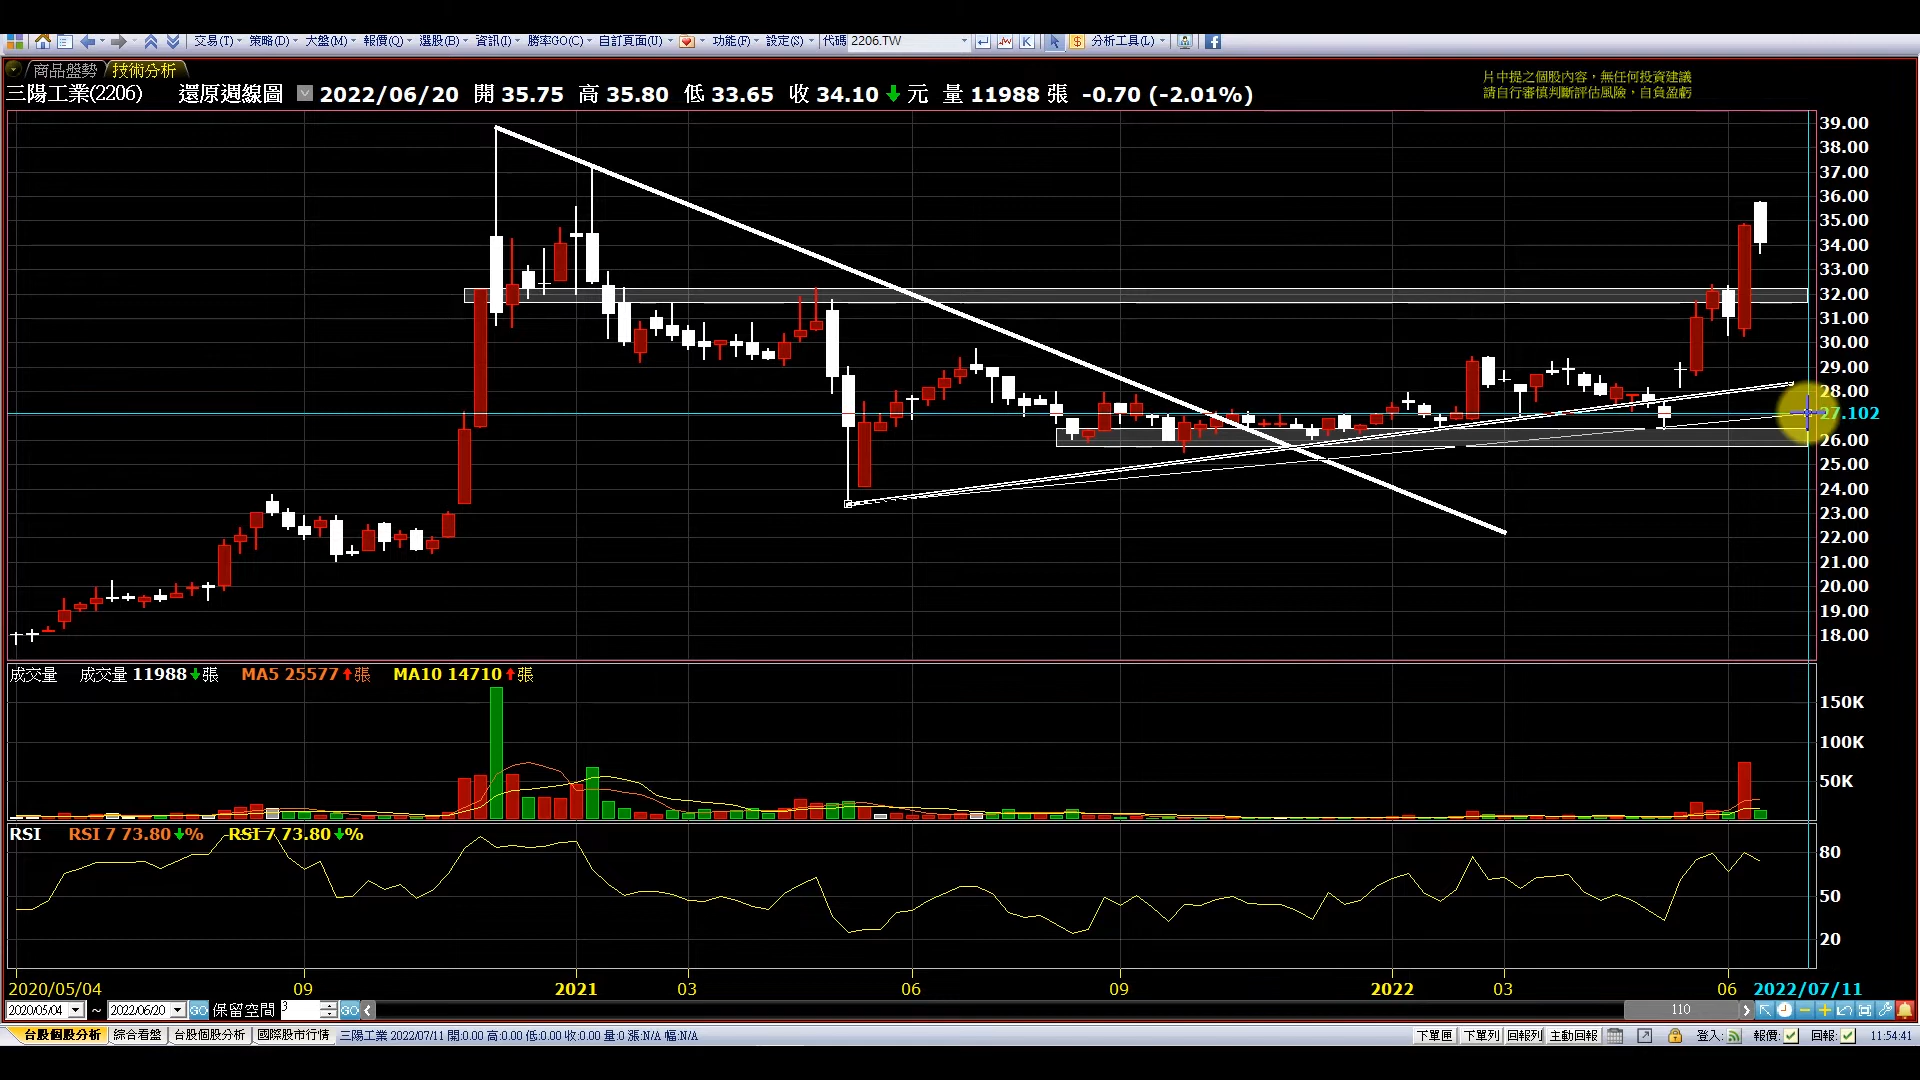 交易(T) 策略(D) 大盤(M) 報價(Q) 選股(B) 資訊(I) 勝率GO(C) 自訂頁面(U) 功能(F) 設定(S) 代碼 2206.TW K $ 分析工具(L)
商品盤勢 技術分析
三陽工業(2206) 還原週線圖 2022/06/20 開 35.75 高 35.80 低 33.65 收 34.10 元 量 11988 張 -0.70 (-2.01%)
片中提之個股內容，無任何投資建議
請自行審慎判斷評估風險，自負盈虧
39.00
38.00
37.00
36.00
35.00
34.00
33.00
32.00
31.00
30.00
29.00
28.00
27.102
26.00
25.00
24.00
23.00
22.00
21.00
20.00
19.00
18.00
成交量 成交量 11988 張 MA5 25577 張 MA10 14710 張
150K
100K
50K
RSI RSI 7 73.80 % RSI 7 73.80 %
80
50
20
2020/05/04 09 2021 03 06 09 2022 03 06 2022/07/11
2020/05/04 ~ 2022/06/20 GO 保留空間 3 GO 110
台股個股分析 綜合看盤 台股個股分析 國際股市行情 三陽工業 2022/07/11 開:0.00 高:0.00 低:0.00 收:0.00 量:0 漲:N/A 幅:N/A 下單匣 下單列 回報列 主動回報 登入: 報價: 回報: 11:54:41